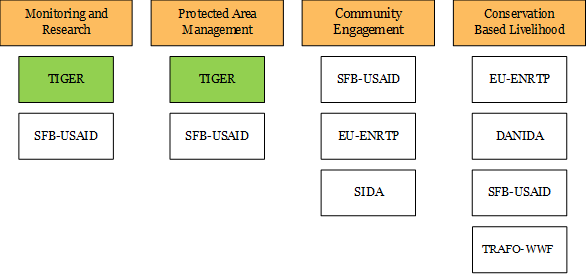 Monitoring and
Research
Protected Area
Management
Community
Engagement
Conservation
Based Livelihood
TIGER
TIGER
SFB-USAID
EU-ENRTP
SFB-USAID
SFB-USAID
EU-ENRTP
DANIDA
SIDA
SFB-USAID
TRAFO-WWF